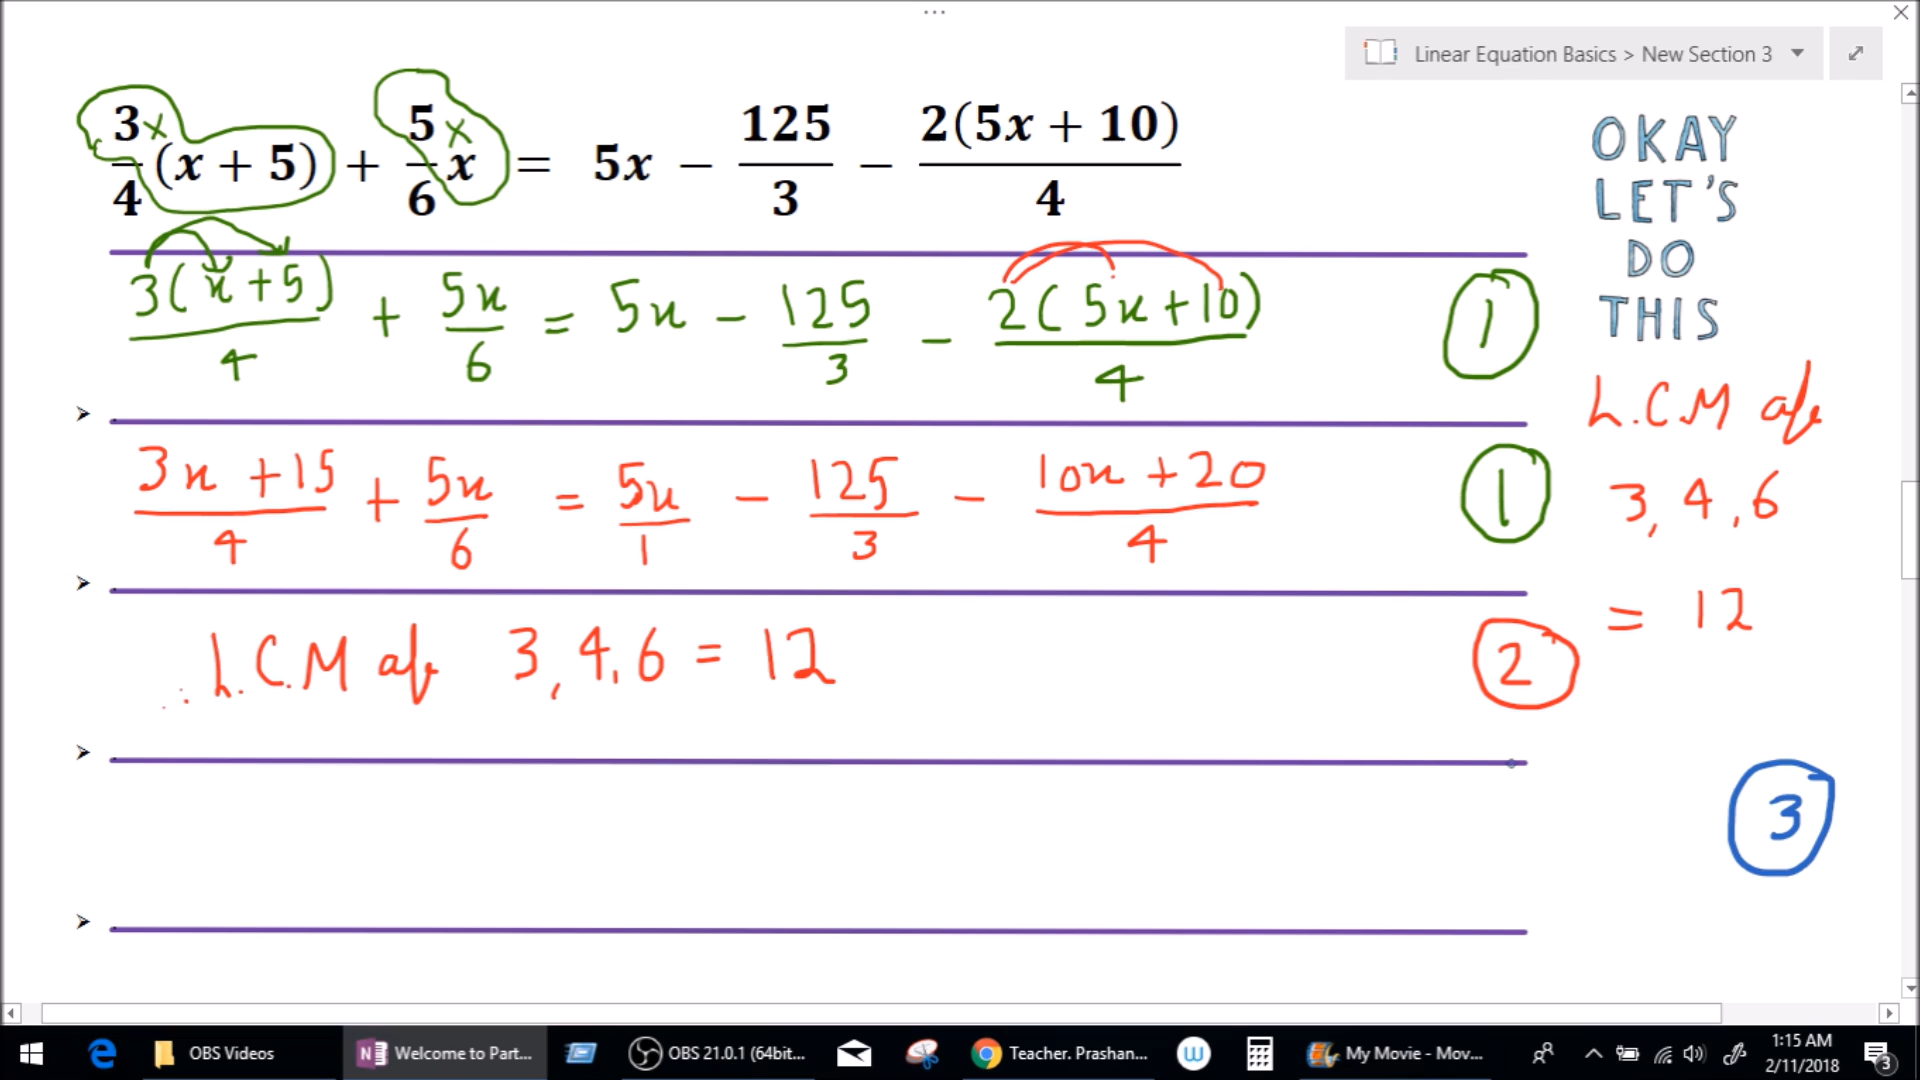 ...
Linear Equation Basics > New Section 3
3/4 x (x + 5) + 5/6 x x = 5x − 125/3 − 2(5x + 10)/4
OKAY
LET'S
DO
THIS
3(x+5)/4 + 5x/6 = 5x − 125/3 − 2(5x+10)/4
1
L.C.M of
3x+15/4 + 5x/6 = 5x/1 − 125/3 − 10x+20/4
1
3, 4, 6
= 12
L.C.M of 3, 4, 6 = 12
2
3
OBS Videos
N
Welcome to Part...
OBS 21.0.1 (64bit...
Teacher. Prashan...
W
My Movie - Mov...
1:15 AM
2/11/2018
3